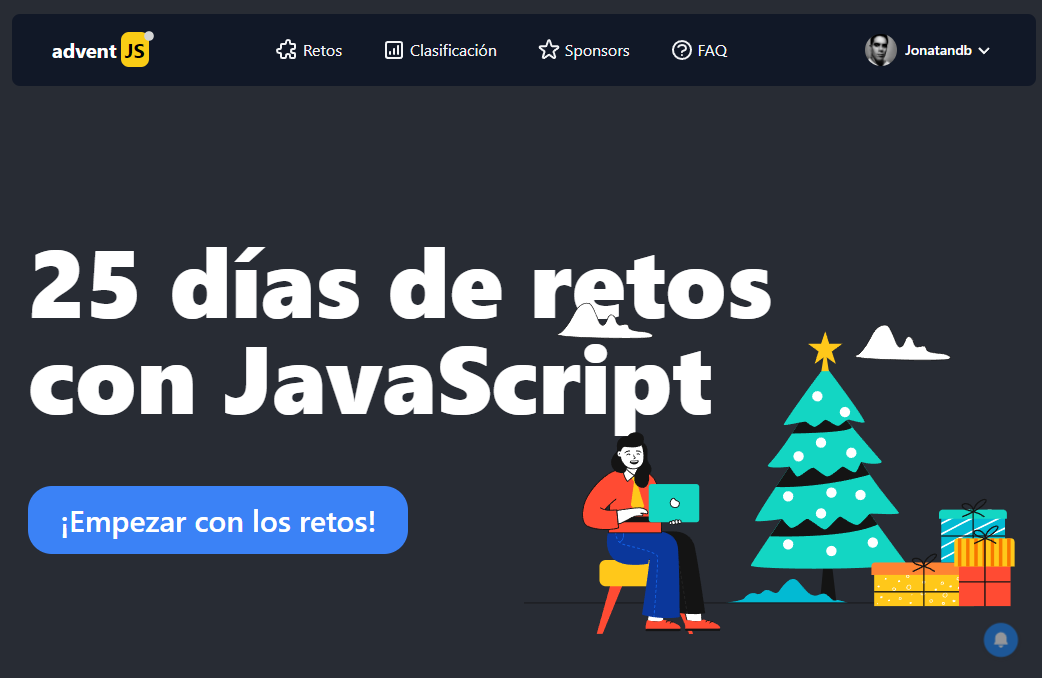 advent JS
Retos
Clasificación
Sponsors
FAQ
Jonatandb
25 días de retos
con JavaScript
¡Empezar con los retos!